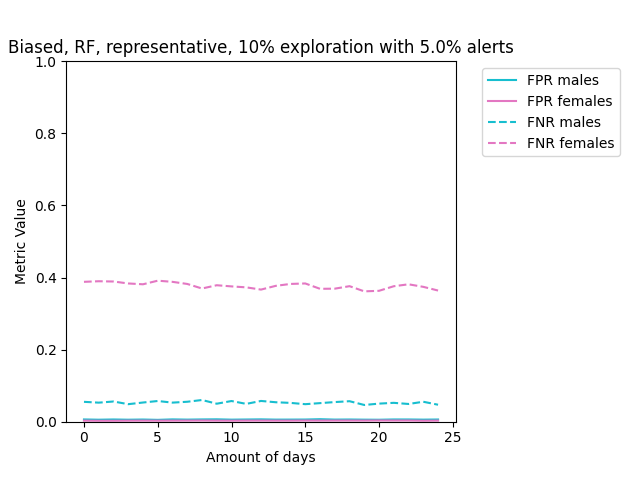 Biased, RF, representative, 10% exploration with 5.0% alerts
1.0
0.8
0.6
0.4
0.2
0.0
Metric Value
0
5
10
15
20
25
Amount of days
FPR males
FPR females
FNR males
FNR females